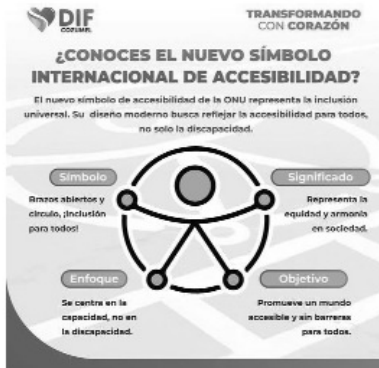 DIF
COZUMEL
TRANSFORMANDO
CON CORAZÓN
¿CONOCES EL NUEVO SÍMBOLO
INTERNACIONAL DE ACCESIBILIDAD?
El nuevo símbolo de accesibilidad de la ONU representa la inclusión
universal. Su diseño moderno busca reflejar la accesibilidad para todos,
no solo la discapacidad.
Símbolo
Brazos abiertos y
círculo, ¡inclusión
para todos!
Significado
Representa la
equidad y armonía
en sociedad.
Enfoque
Se centra en la
capacidad, no en
la discapacidad.
Objetivo
Promueve un mundo
accesible y sin barreras
para todos.